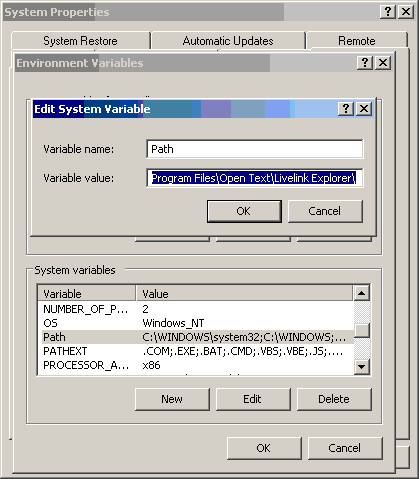 System Properties
System Restore
Automatic Updates
Remote
Environment Variables
Edit System Variable
Variable name:
Path
Variable value:
Program Files\Open Text\Livelink Explorer\
OK
Cancel
System variables
Variable Value
NUMBER_OF_P... 2
OS Windows_NT
Path C:\WINDOWS\system32;C:\WINDOWS;...
PATHEXT .COM;.EXE;.BAT;.CMD;.VBS;.VBE;.JS;....
PROCESSOR_A... x86
New
Edit
Delete
OK
Cancel